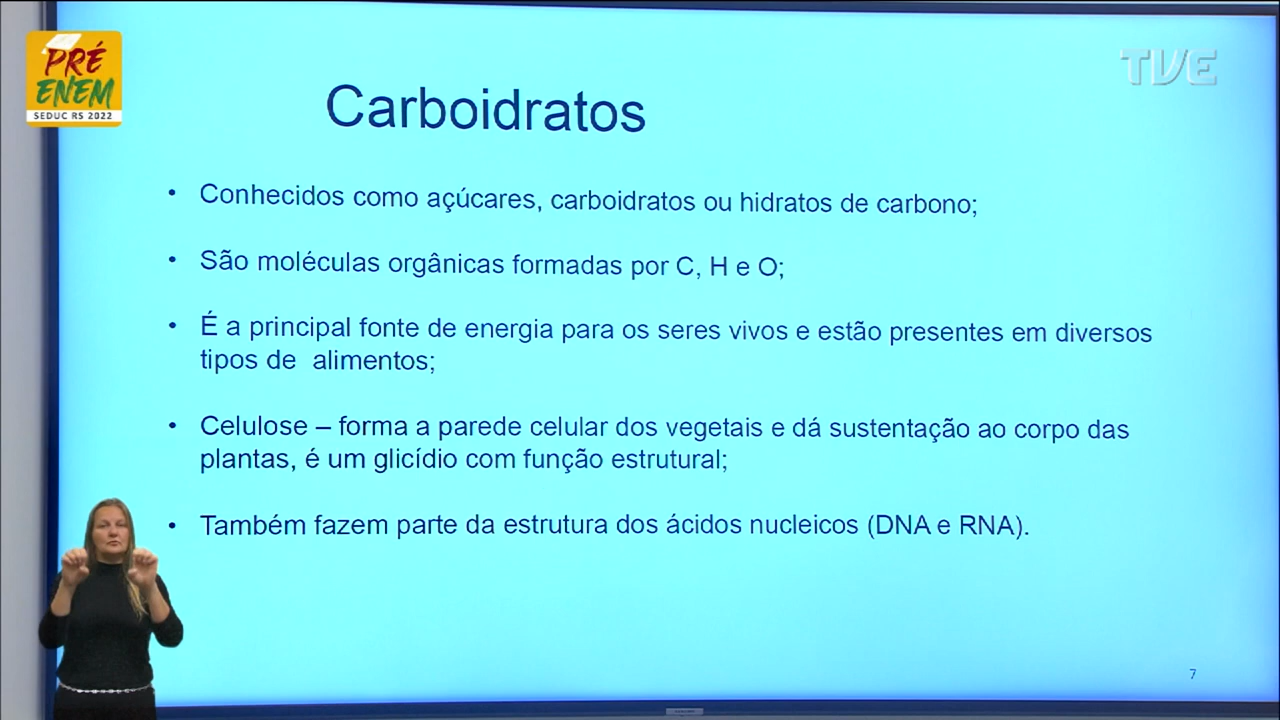 PRÉ
ENEM
SEDUC RS 2022
TVE
Carboidratos
• Conhecidos como açúcares, carboidratos ou hidratos de carbono;
• São moléculas orgânicas formadas por C, H e O;
• É a principal fonte de energia para os seres vivos e estão presentes em diversos
tipos de alimentos;
• Celulose – forma a parede celular dos vegetais e dá sustentação ao corpo das
plantas, é um glicídio com função estrutural;
• Também fazem parte da estrutura dos ácidos nucleicos (DNA e RNA).
7